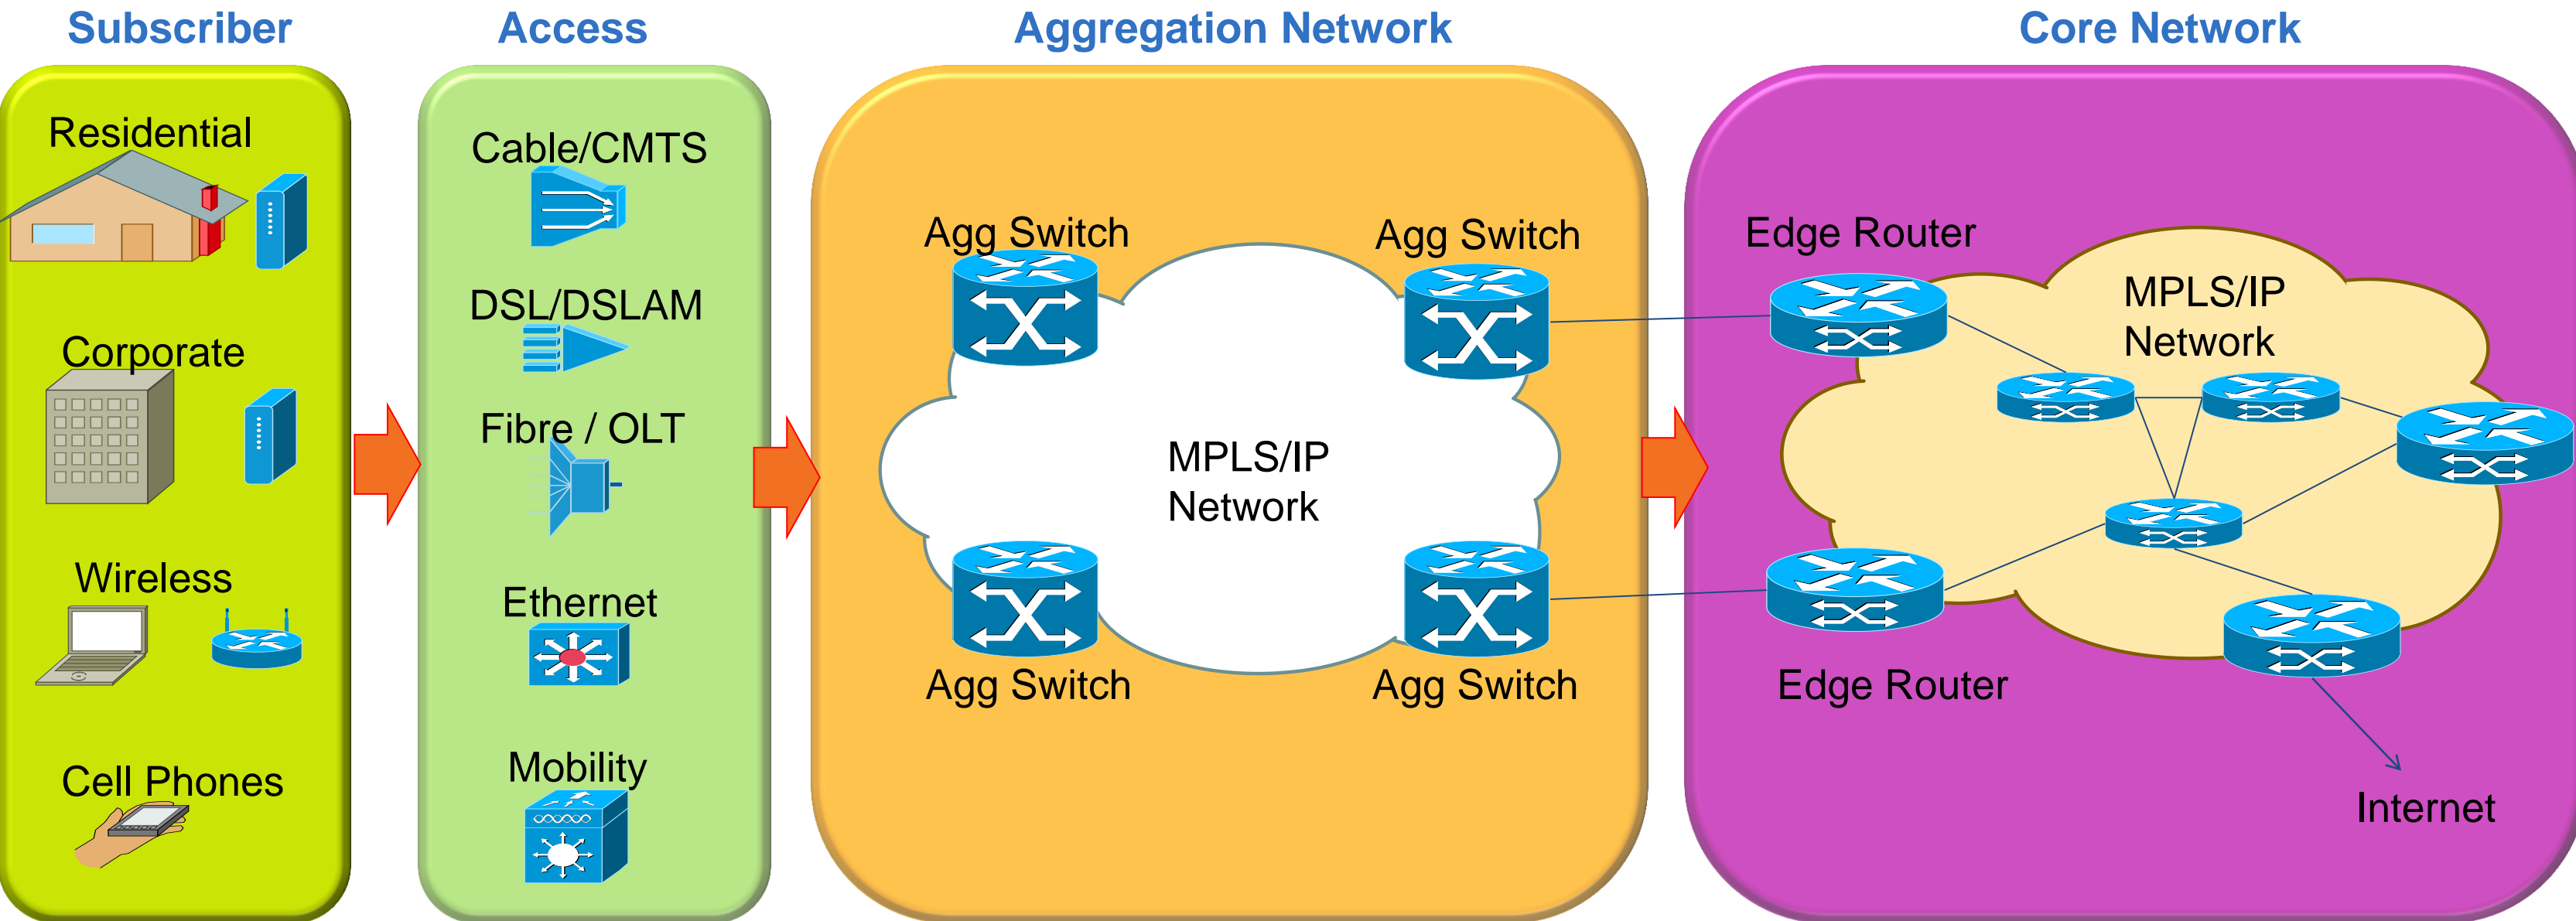 Subscriber
Access
Aggregation Network
Core Network
Residential
Corporate
Wireless
Cell Phones
Cable/CMTS
DSL/DSLAM
Fibre / OLT
Ethernet
Mobility
Agg Switch
Agg Switch
MPLS/IP
Network
Agg Switch
Agg Switch
Edge Router
MPLS/IP
Network
Edge Router
Internet